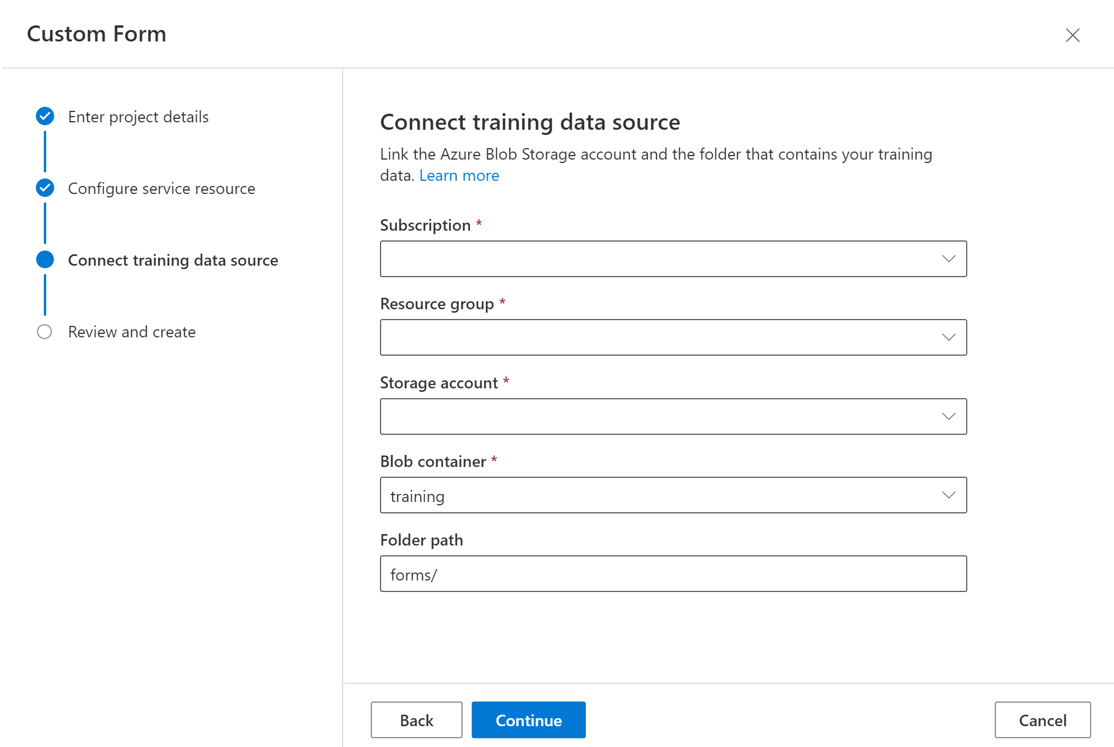 Custom Form
Enter project details
Configure service resource
Connect training data source
Review and create
Connect training data source
Link the Azure Blob Storage account and the folder that contains your training
data. Learn more
Subscription *
Resource group *
Storage account *
Blob container *
training
Folder path
forms/
Back
Continue
Cancel